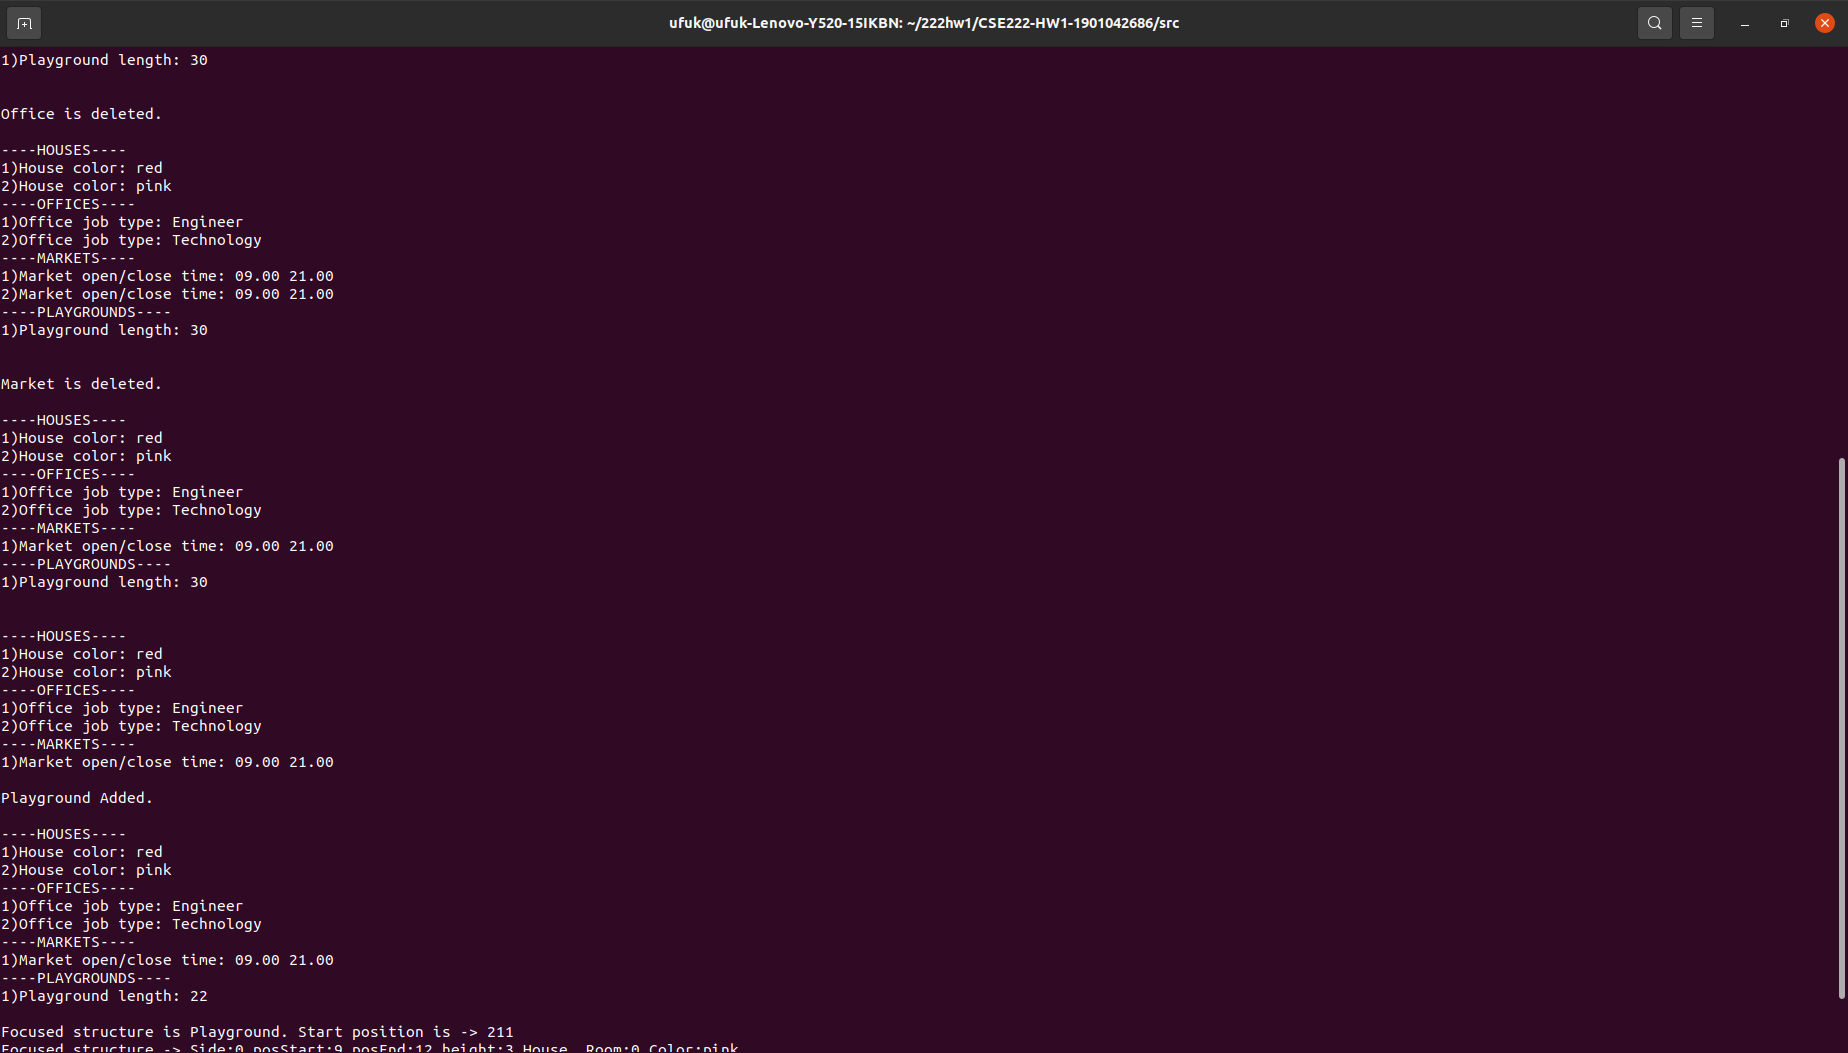 ufuk@ufuk-Lenovo-Y520-15IKBN: ~/222hw1/CSE222-HW1-1901042686/src
1)Playground length: 30
Office is deleted.
----HOUSES----
1)House color: red
2)House color: pink
----OFFICES----
1)Office job type: Engineer
2)Office job type: Technology
----MARKETS----
1)Market open/close time: 09.00 21.00
2)Market open/close time: 09.00 21.00
----PLAYGROUNDS----
1)Playground length: 30
Market is deleted.
----HOUSES----
1)House color: red
2)House color: pink
----OFFICES----
1)Office job type: Engineer
2)Office job type: Technology
----MARKETS----
1)Market open/close time: 09.00 21.00
----PLAYGROUNDS----
1)Playground length: 30
----HOUSES----
1)House color: red
2)House color: pink
----OFFICES----
1)Office job type: Engineer
2)Office job type: Technology
----MARKETS----
1)Market open/close time: 09.00 21.00
Playground Added.
----HOUSES----
1)House color: red
2)House color: pink
----OFFICES----
1)Office job type: Engineer
2)Office job type: Technology
----MARKETS----
1)Market open/close time: 09.00 21.00
----PLAYGROUNDS----
1)Playground length: 22
Focused structure is Playground. Start position is -> 211
Focused structure -> Side:0 posStart:9 posEnd:12 height:3 House  Room:0 Color:pink